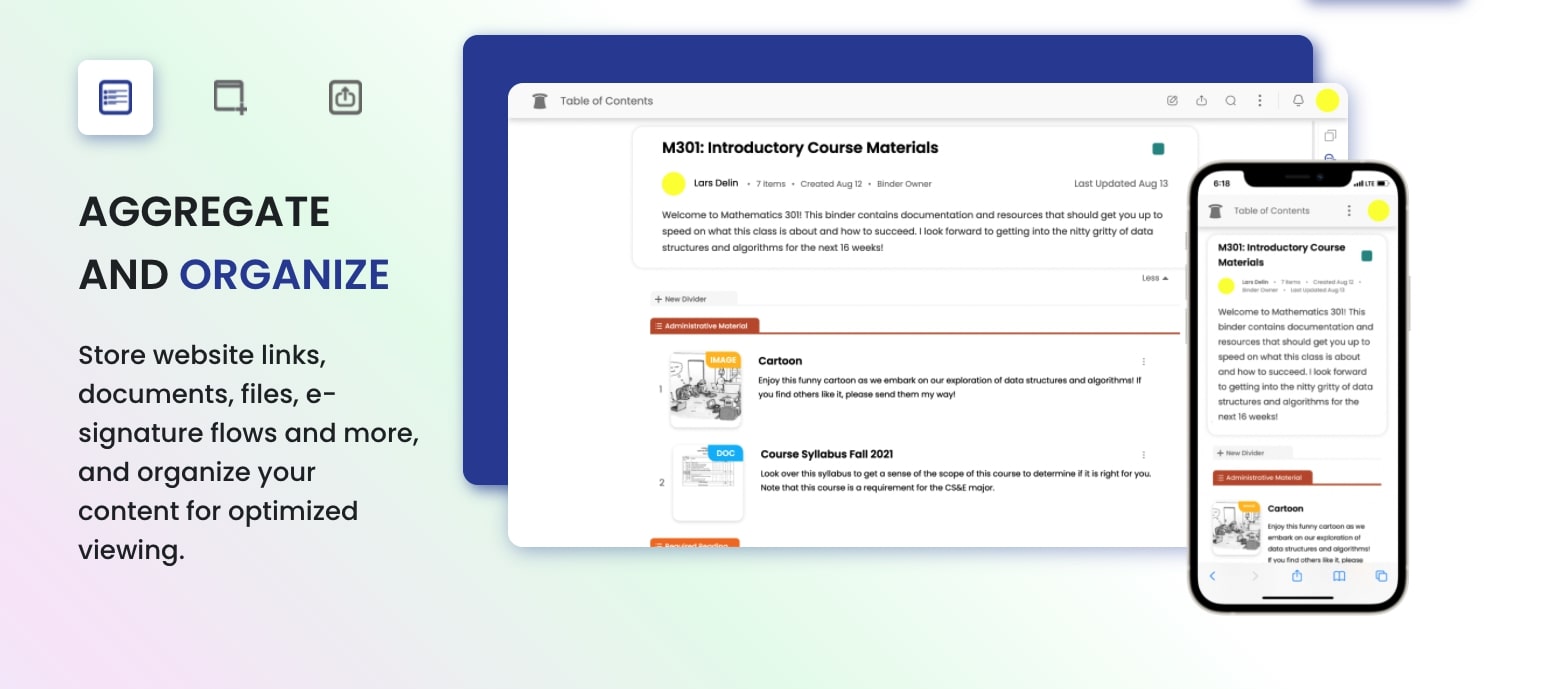 AGGREGATE
AND ORGANIZE
Store website links,
documents, files, e-
signature flows and more,
and organize your
content for optimized
viewing.
Table of Contents
M301: Introductory Course Materials
Lars Delin • 7 Items • Created Aug 12 • Binder Owner Last Updated Aug 13
Welcome to Mathematics 301! This binder contains documentation and resources that should get you up to
speed on what this class is about and how to succeed. I look forward to getting into the nitty gritty of data
structures and algorithms for the next 16 weeks!
Less
+ New Divider
Administrative Material
1
IMAGE
Cartoon
Enjoy this funny cartoon as we embark on our exploration of data structures and algorithms! If
you find others like it, please send them my way!
2
DOC
Course Syllabus Fall 2021
Look over this syllabus to get a sense of the scope of this course to determine if it is right for you.
Note that this course is a requirement for the CS&E major.
Required Reading
6:18 LTE
Table of Contents
M301: Introductory Course
Materials
Lars Delin • 7 Items • Created Aug 12 •
Binder Owner • Last Updated Aug 13
Welcome to Mathematics 301! This
binder contains documentation and
resources that should get you up to
speed on what this class is about
and how to succeed. I look forward
to getting into the nitty gritty of data
structures and algorithms for the
next 16 weeks!
+ New Divider
Administrative Material
Cartoon
Enjoy this funny cartoon as we
embark on our exploration of
data structures and algorithms!
If you find others like it, please